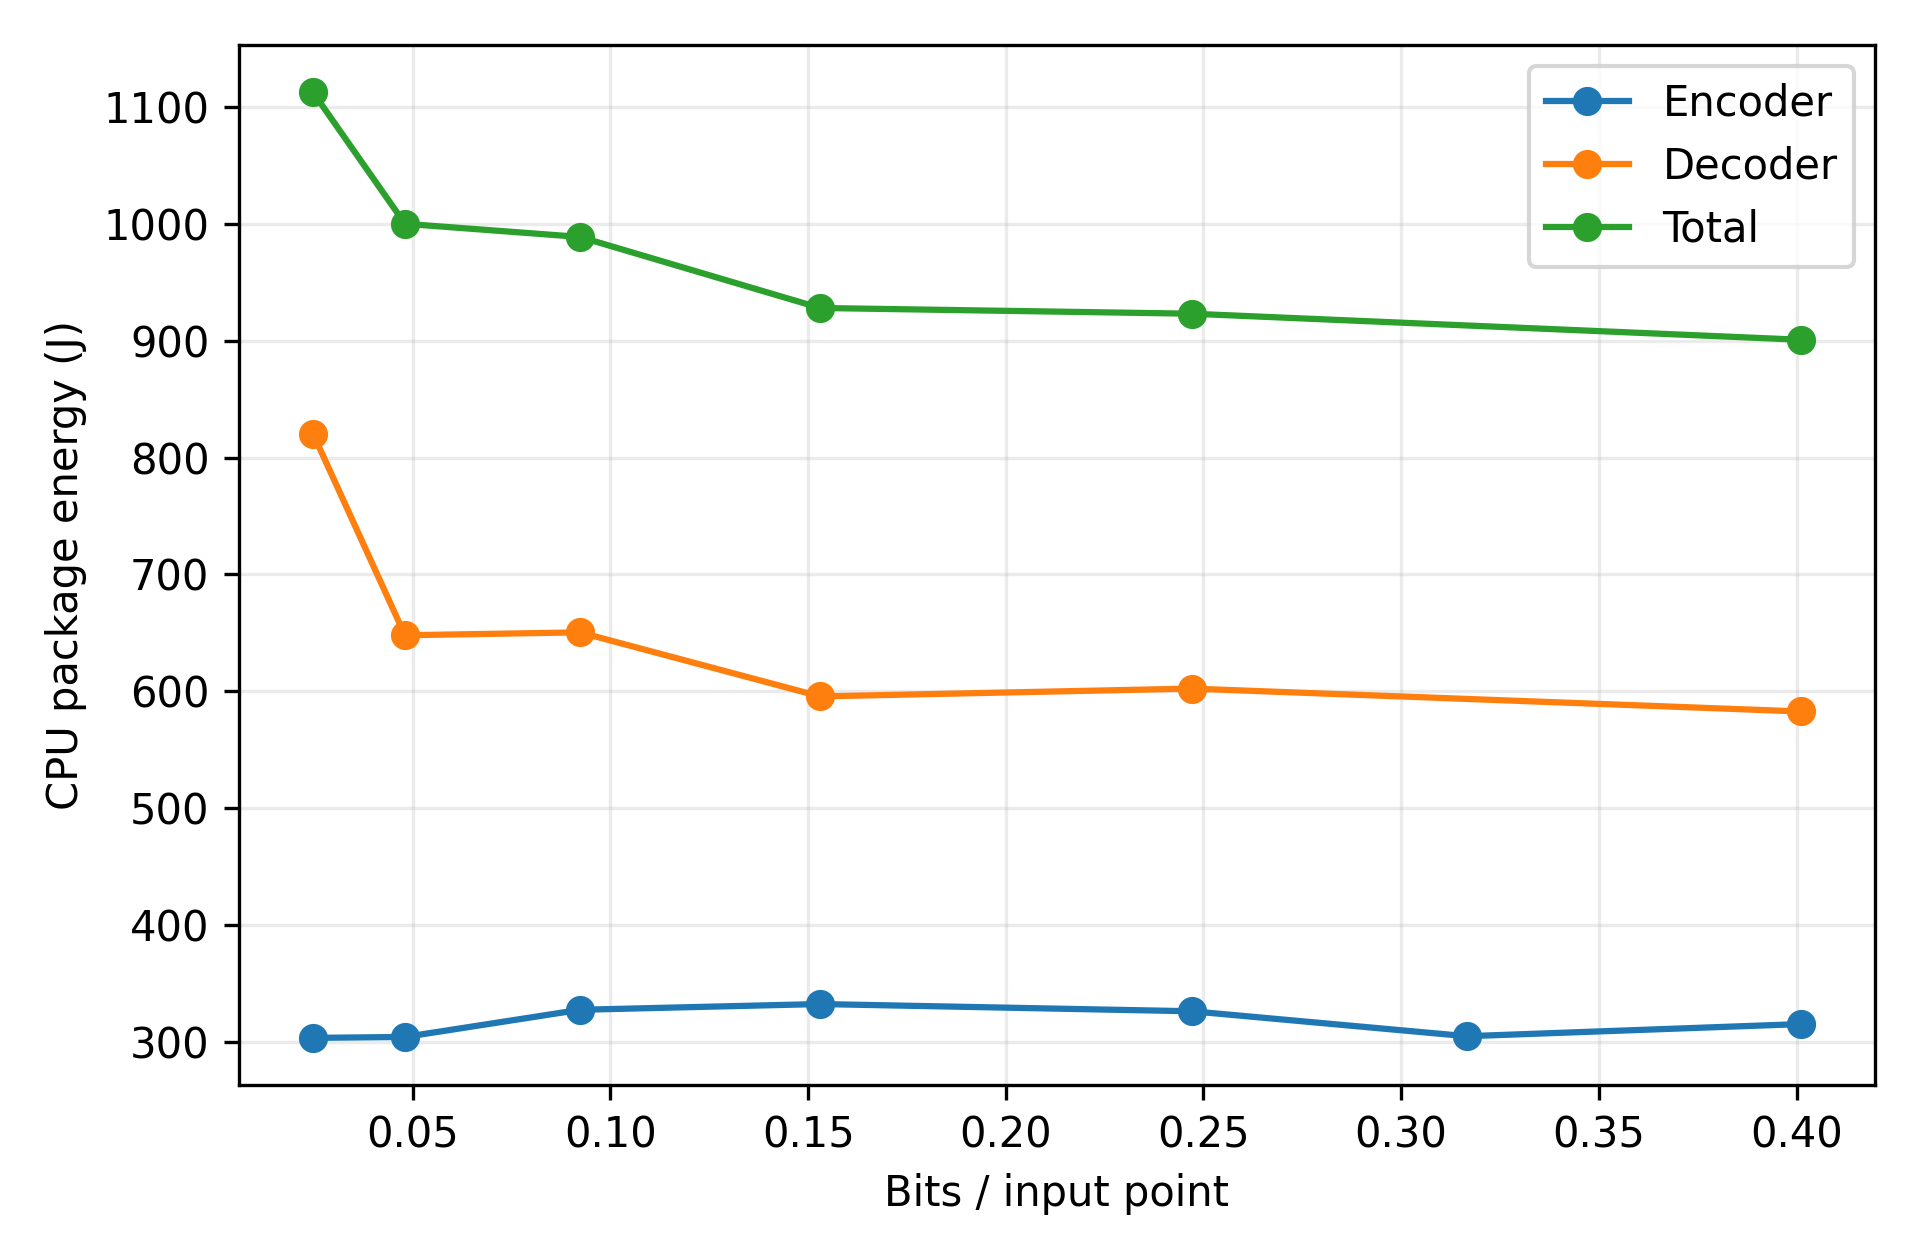 1100
1000
900
800
700
600
500
400
300
CPU package energy (J)
Encoder
Decoder
Total
0.05 0.10 0.15 0.20 0.25 0.30 0.35 0.40
Bits / input point